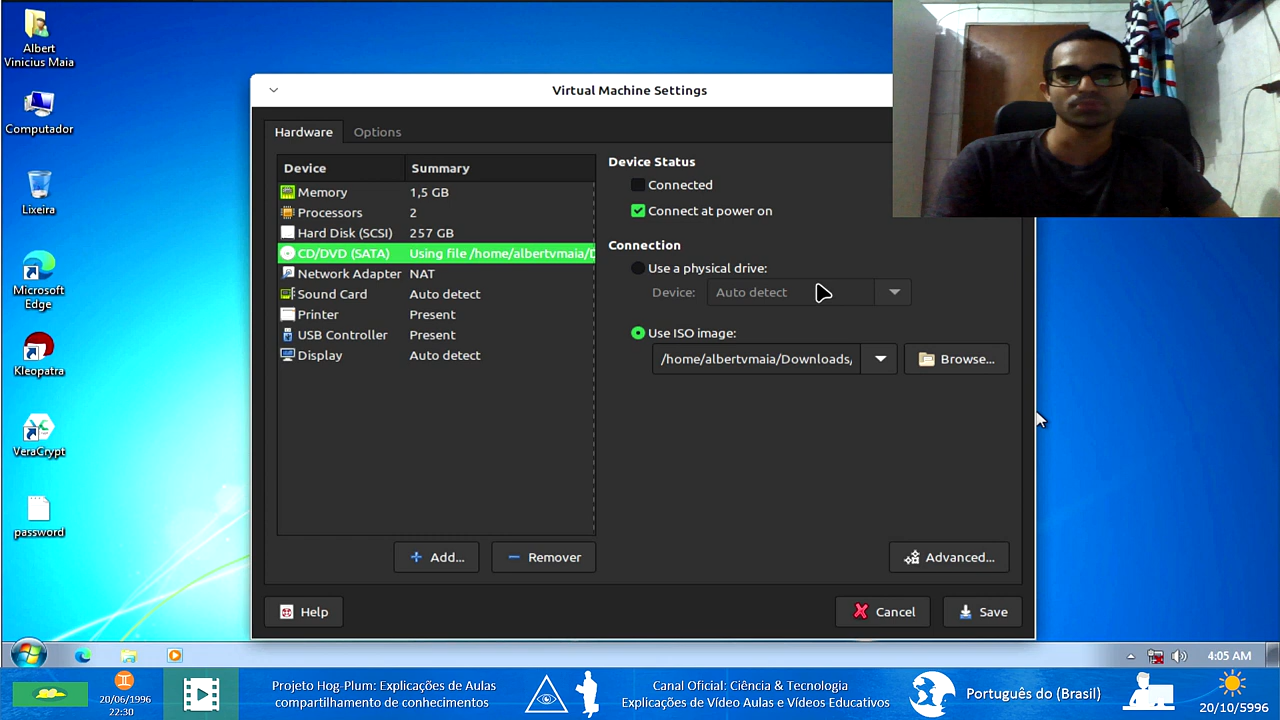 Albert
Vinicius Maia
Computador
Lixeira
Microsoft
Edge
Kleopatra
VeraCrypt
password
Virtual Machine Settings
Hardware
Options
Device
Summary
Memory
1,5 GB
Processors
2
Hard Disk (SCSI)
257 GB
CD/DVD (SATA)
Using file /home/albertvmaia/D
Network Adapter
NAT
Sound Card
Auto detect
Printer
Present
USB Controller
Present
Display
Auto detect
Add...
Remover
Device Status
Connected
Connect at power on
Connection
Use a physical drive:
Device:
Auto detect
Use ISO image:
/home/albertvmaia/Downloads,
Browse...
Advanced...
Help
Cancel
Save
4:05 AM
20/06/1996
22:30
Projeto Hog-Plum: Explicações de Aulas
compartilhamento de conhecimentos
Canal Oficial: Ciência & Tecnologia
Explicações de Vídeo Aulas e Vídeos Educativos
Português do (Brasil)
20/10/5996